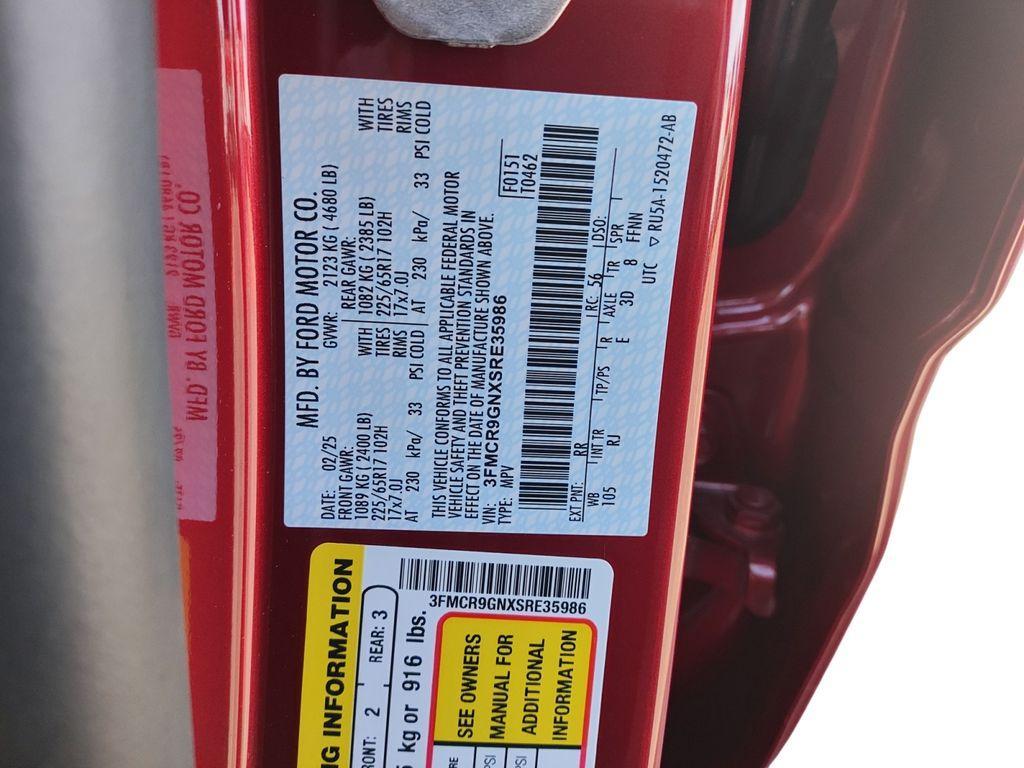 MFD. BY FORD MOTOR CO.
DATE: 02/25 GWR: 2123 KG ( 4680 LB)
FRONT GAWR: REAR GAWR:
1089 KG ( 2400 LB) WITH 1082 KG ( 2385 LB) WITH
225/65R17 102H TIRES 225/65R17 102H TIRES
17x7.0J RIMS 17x7.0J RIMS
AT 230 kPa/ 33 PSI COLD AT 230 kPa/ 33 PSI COLD
THIS VEHICLE CONFORMS TO ALL APPLICABLE FEDERAL MOTOR
VEHICLE SAFETY AND THEFT PREVENTION STANDARDS IN
EFFECT ON THE DATE OF MANUFACTURE SHOWN ABOVE.
VIN: 3FMCR9GNXSRE35986 F0151
TYPE: MPV T0462
EXT PNT: RR RC: 56 DSO:
WB INT TR TP/PS R AXLE TR SPR
105 RJ E 3D 8 FFNN
UTC ▽ RU5A-1520472-AB
NG INFORMATION
RONT: 2 REAR: 3
kg or 916 lbs.
3FMCR9GNXSRE35986
SEE OWNERS
MANUAL FOR
ADDITIONAL
INFORMATION
PSI
PSI
MFD. BY FORD MOTOR CO.